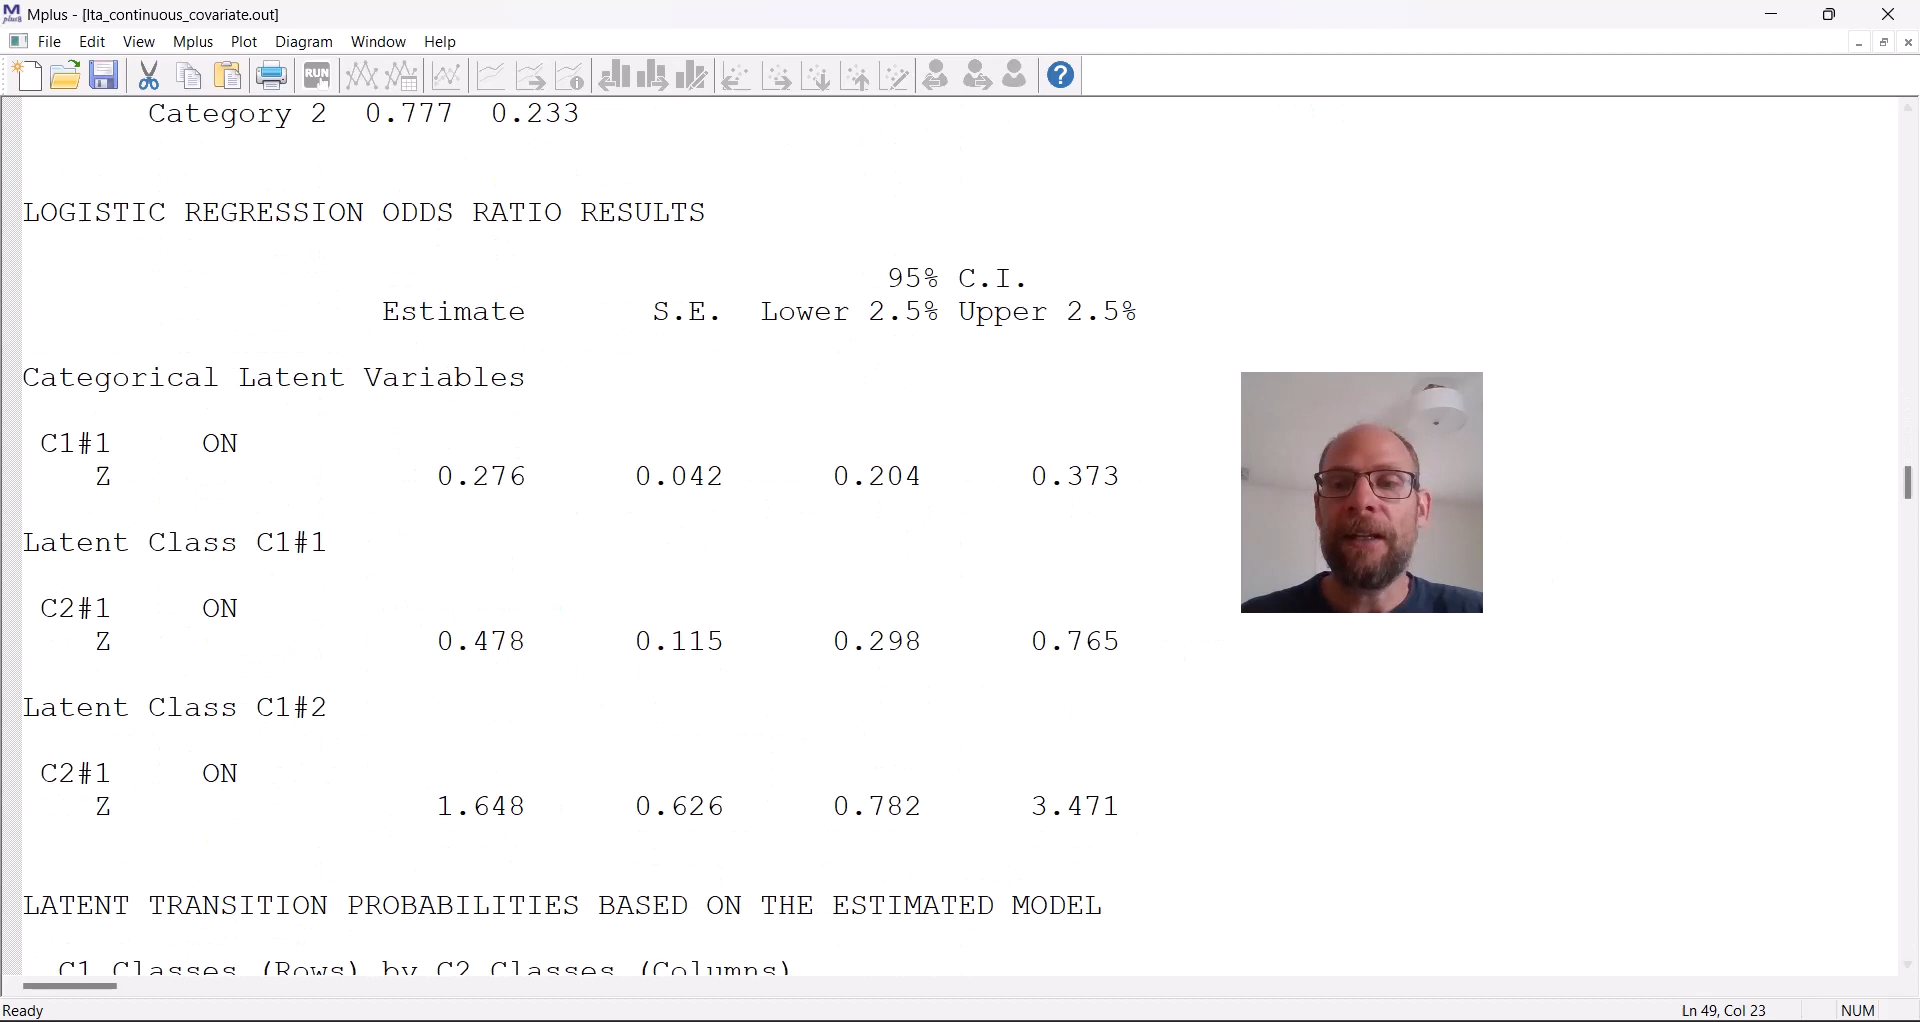 Mplus - [lta_continuous_covariate.out]
File Edit View Mplus Plot Diagram Window Help
RUN
Category 2 0.777 0.233
LOGISTIC REGRESSION ODDS RATIO RESULTS
95% C.I.
Estimate S.E. Lower 2.5% Upper 2.5%
Categorical Latent Variables
C1#1 ON
Z 0.276 0.042 0.204 0.373
Latent Class C1#1
C2#1 ON
Z 0.478 0.115 0.298 0.765
Latent Class C1#2
C2#1 ON
Z 1.648 0.626 0.782 3.471
LATENT TRANSITION PROBABILITIES BASED ON THE ESTIMATED MODEL
C1 Classes (Rows) by C2 Classes (Columns)
Ready Ln 49, Col 23 NUM